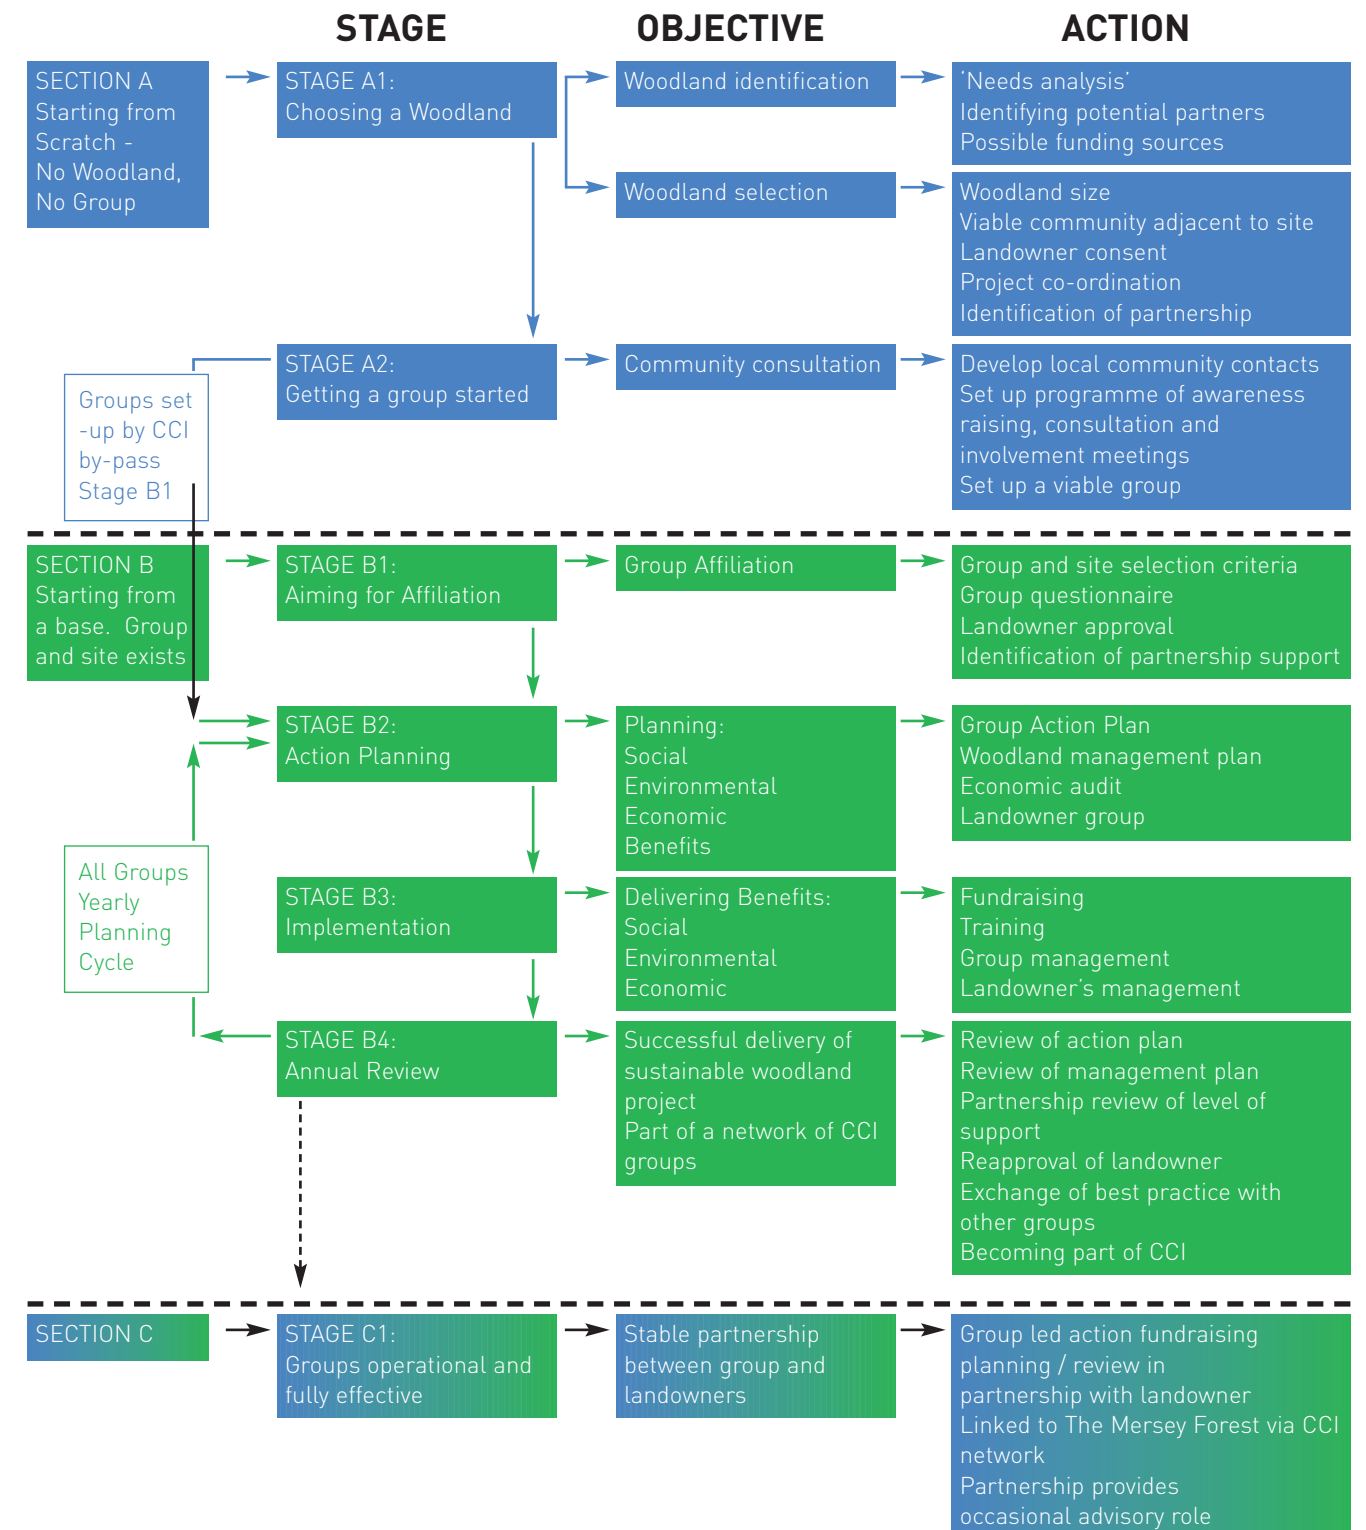 STAGE
OBJECTIVE
ACTION
SECTION A
Starting from
Scratch -
No Woodland,
No Group
STAGE A1:
Choosing a Woodland
Woodland identification
'Needs analysis'
Identifying potential partners
Possible funding sources
Woodland selection
Woodland size
Viable community adjacent to site
Landowner consent
Project co-ordination
Identification of partnership
STAGE A2:
Getting a group started
Community consultation
Develop local community contacts
Set up programme of awareness
raising, consultation and
involvement meetings
Set up a viable group
Groups set
-up by CCI
by-pass
Stage B1
SECTION B
Starting from
a base.  Group
and site exists
STAGE B1:
Aiming for Affiliation
Group Affiliation
Group and site selection criteria
Group questionnaire
Landowner approval
Identification of partnership support
STAGE B2:
Action Planning
Planning:
Social
Environmental
Economic
Benefits
Group Action Plan
Woodland management plan
Economic audit
Landowner group
All Groups
Yearly
Planning
Cycle
STAGE B3:
Implementation
Delivering Benefits:
Social
Environmental
Economic
Fundraising
Training
Group management
Landowner's management
STAGE B4:
Annual Review
Successful delivery of
sustainable woodland
project
Part of a network of CCI
groups
Review of action plan
Review of management plan
Partnership review of level of
support
Reapproval of landowner
Exchange of best practice with
other groups
Becoming part of CCI
SECTION C
STAGE C1:
Groups operational and
fully effective
Stable partnership
between group and
landowners
Group led action fundraising
planning / review in
partnership with landowner
Linked to The Mersey Forest via CCI
network
Partnership provides
occasional advisory role